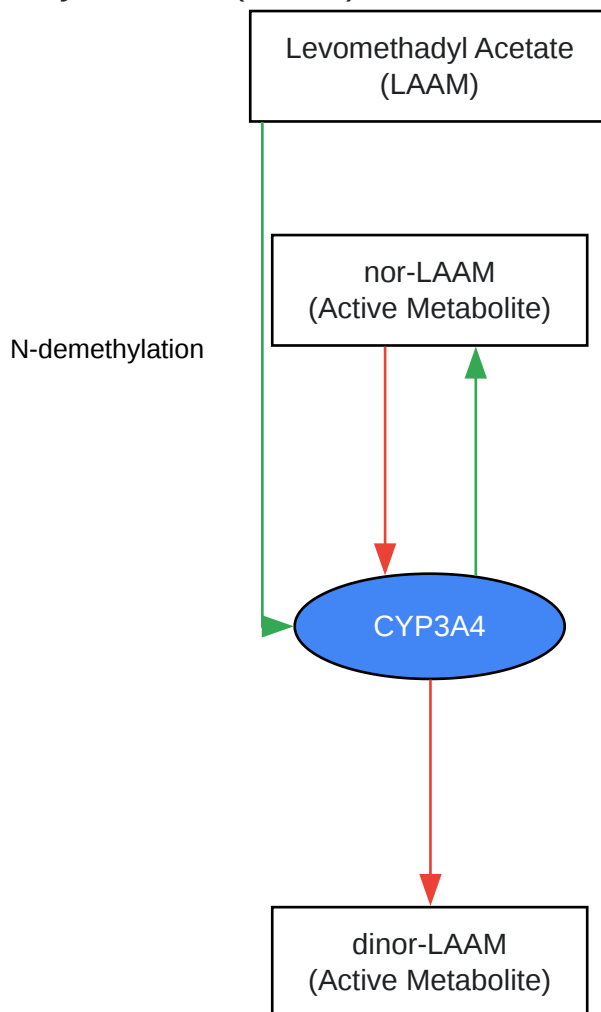 Levomethadyl Acetate
(LAAM)
nor-LAAM
(Active Metabolite)
N-demethylation
CYP3A4
dinor-LAAM
(Active Metabolite)